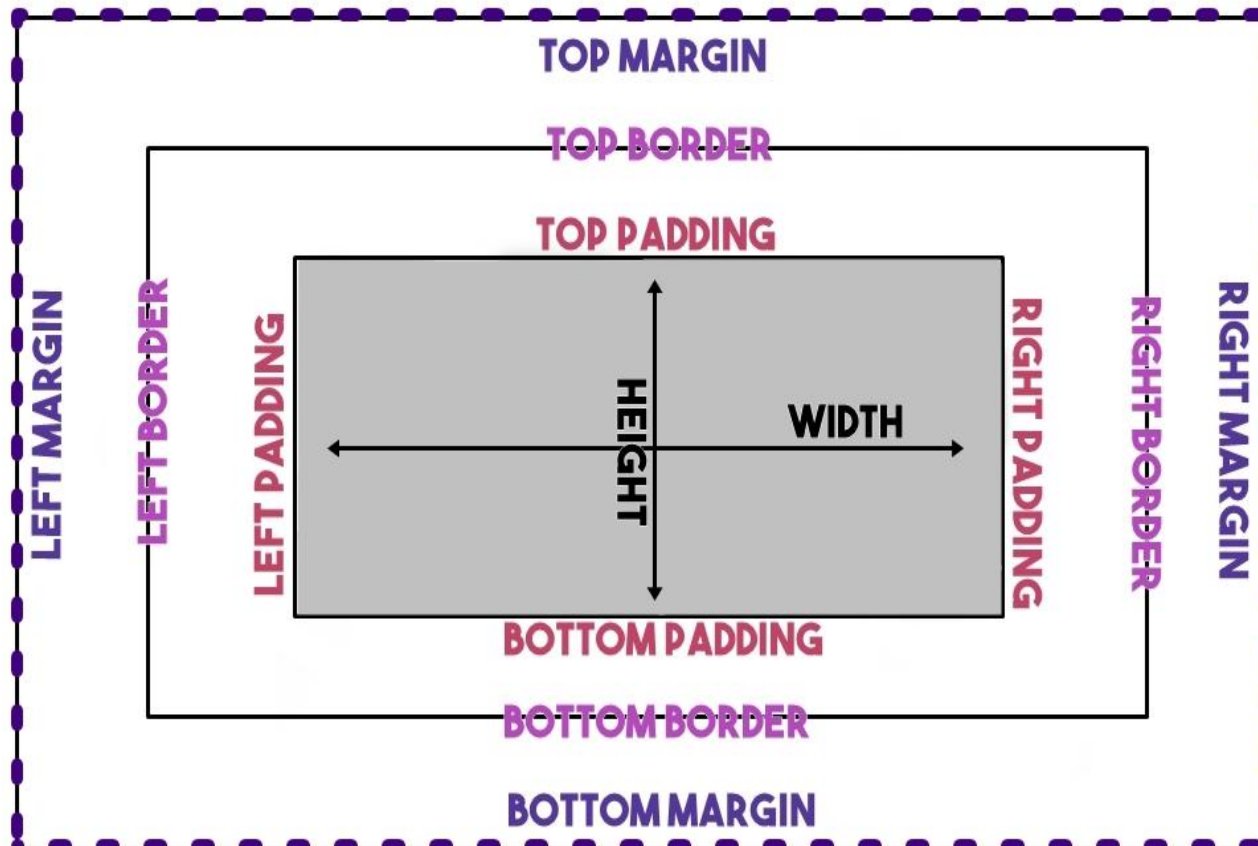 TOP MARGIN
TOP BORDER
TOP PADDING
LEFT MARGIN
LEFT BORDER
LEFT PADDING
HEIGHT
WIDTH
RIGHT PADDING
RIGHT BORDER
RIGHT MARGIN
BOTTOM PADDING
BOTTOM BORDER
BOTTOM MARGIN